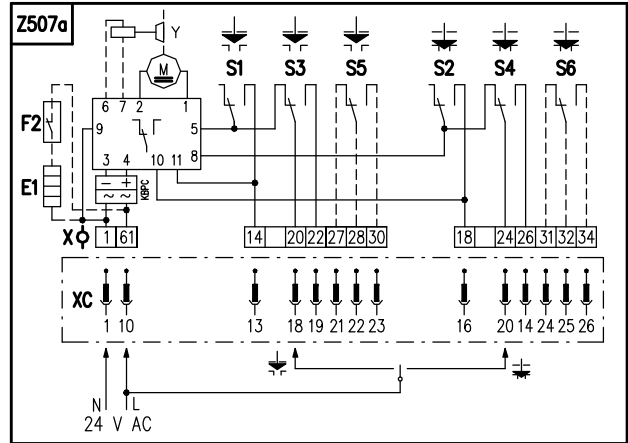 Z507a
Y
M
S1 S3 S5 S2 S4 S6
6 7 2 1
F2
9 5
8
3 4 10 11
E1
− +
~ ~
KBPC
X 1 61 14 20 22 27 28 30 18 24 26 31 32 34
XC
1 10 13 18 19 21 22 23 16 20 14 24 25 26
N L
24 V AC